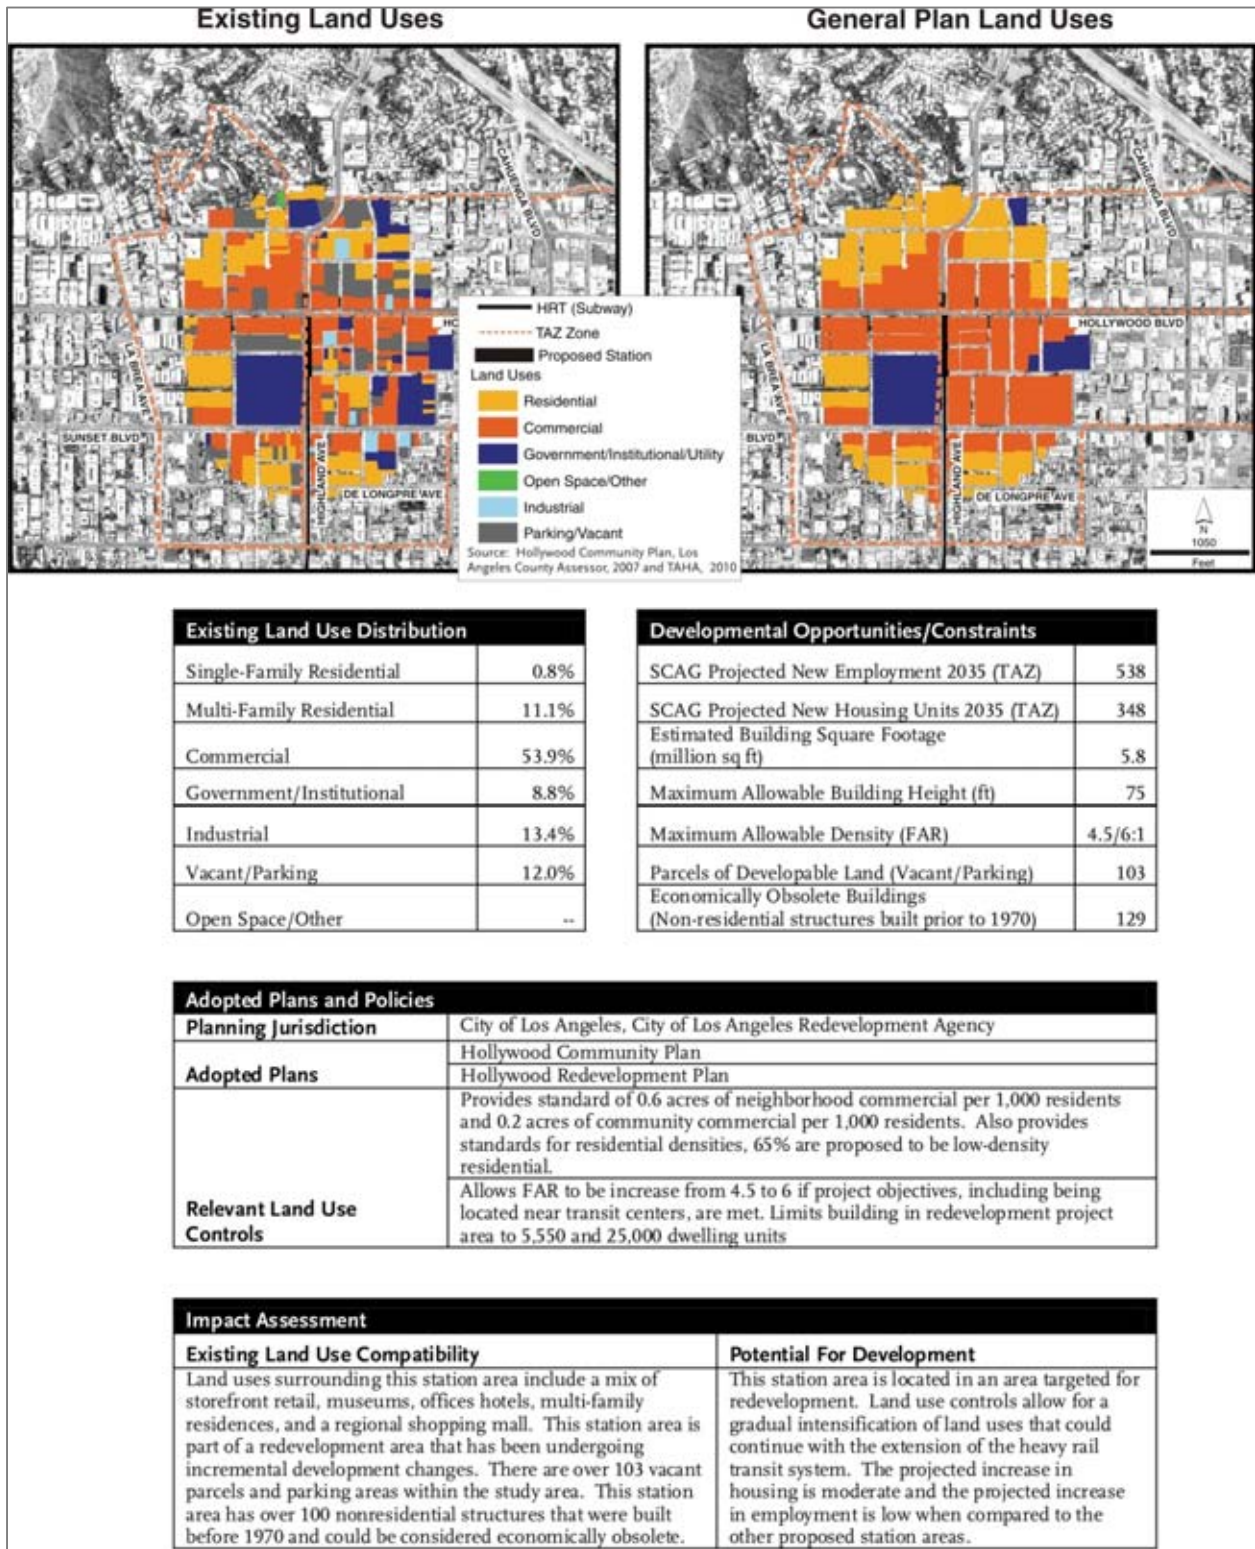 Existing Land Uses
General Plan Land Uses
CAHUENGA BLVD
LA BREA AVE
SUNSET BLVD
HIGHLAND AVE
DE LONGPRE AVE
HC
HRT (Subway)
TAZ Zone
Proposed Station
Land Uses
Residential
Commercial
Government/Institutional/Utility
Open Space/Other
Industrial
Parking/Vacant
Source: Hollywood Community Plan, Los
Angeles County Assessor, 2007 and TAHA, 2010
CAHUENGA BLVD
HOLLYWOOD BLVD
LA BREA AVE
BLVD
HIGHLAND AVE
DE LONGPRE AVE
N
1050
Feet
Existing Land Use Distribution
Single-Family Residential 0.8%
Multi-Family Residential 11.1%
Commercial 53.9%
Government/Institutional 8.8%
Industrial 13.4%
Vacant/Parking 12.0%
Open Space/Other --
Developmental Opportunities/Constraints
SCAG Projected New Employment 2035 (TAZ) 538
SCAG Projected New Housing Units 2035 (TAZ) 348
Estimated Building Square Footage
(million sq ft) 5.8
Maximum Allowable Building Height (ft) 75
Maximum Allowable Density (FAR) 4.5/6:1
Parcels of Developable Land (Vacant/Parking) 103
Economically Obsolete Buildings
(Non-residential structures built prior to 1970) 129
Adopted Plans and Policies
Planning Jurisdiction City of Los Angeles, City of Los Angeles Redevelopment Agency
Adopted Plans
Hollywood Community Plan
Hollywood Redevelopment Plan
Relevant Land Use
Controls
Provides standard of 0.6 acres of neighborhood commercial per 1,000 residents
and 0.2 acres of community commercial per 1,000 residents. Also provides
standards for residential densities, 65% are proposed to be low-density
residential.
Allows FAR to be increase from 4.5 to 6 if project objectives, including being
located near transit centers, are met. Limits building in redevelopment project
area to 5,550 and 25,000 dwelling units
Impact Assessment
Existing Land Use Compatibility
Land uses surrounding this station area include a mix of
storefront retail, museums, offices hotels, multi-family
residences, and a regional shopping mall. This station area is
part of a redevelopment area that has been undergoing
incremental development changes. There are over 103 vacant
parcels and parking areas within the study area. This station
area has over 100 nonresidential structures that were built
before 1970 and could be considered economically obsolete.
Potential For Development
This station area is located in an area targeted for
redevelopment. Land use controls allow for a
gradual intensification of land uses that could
continue with the extension of the heavy rail
transit system. The projected increase in
housing is moderate and the projected increase
in employment is low when compared to the
other proposed station areas.